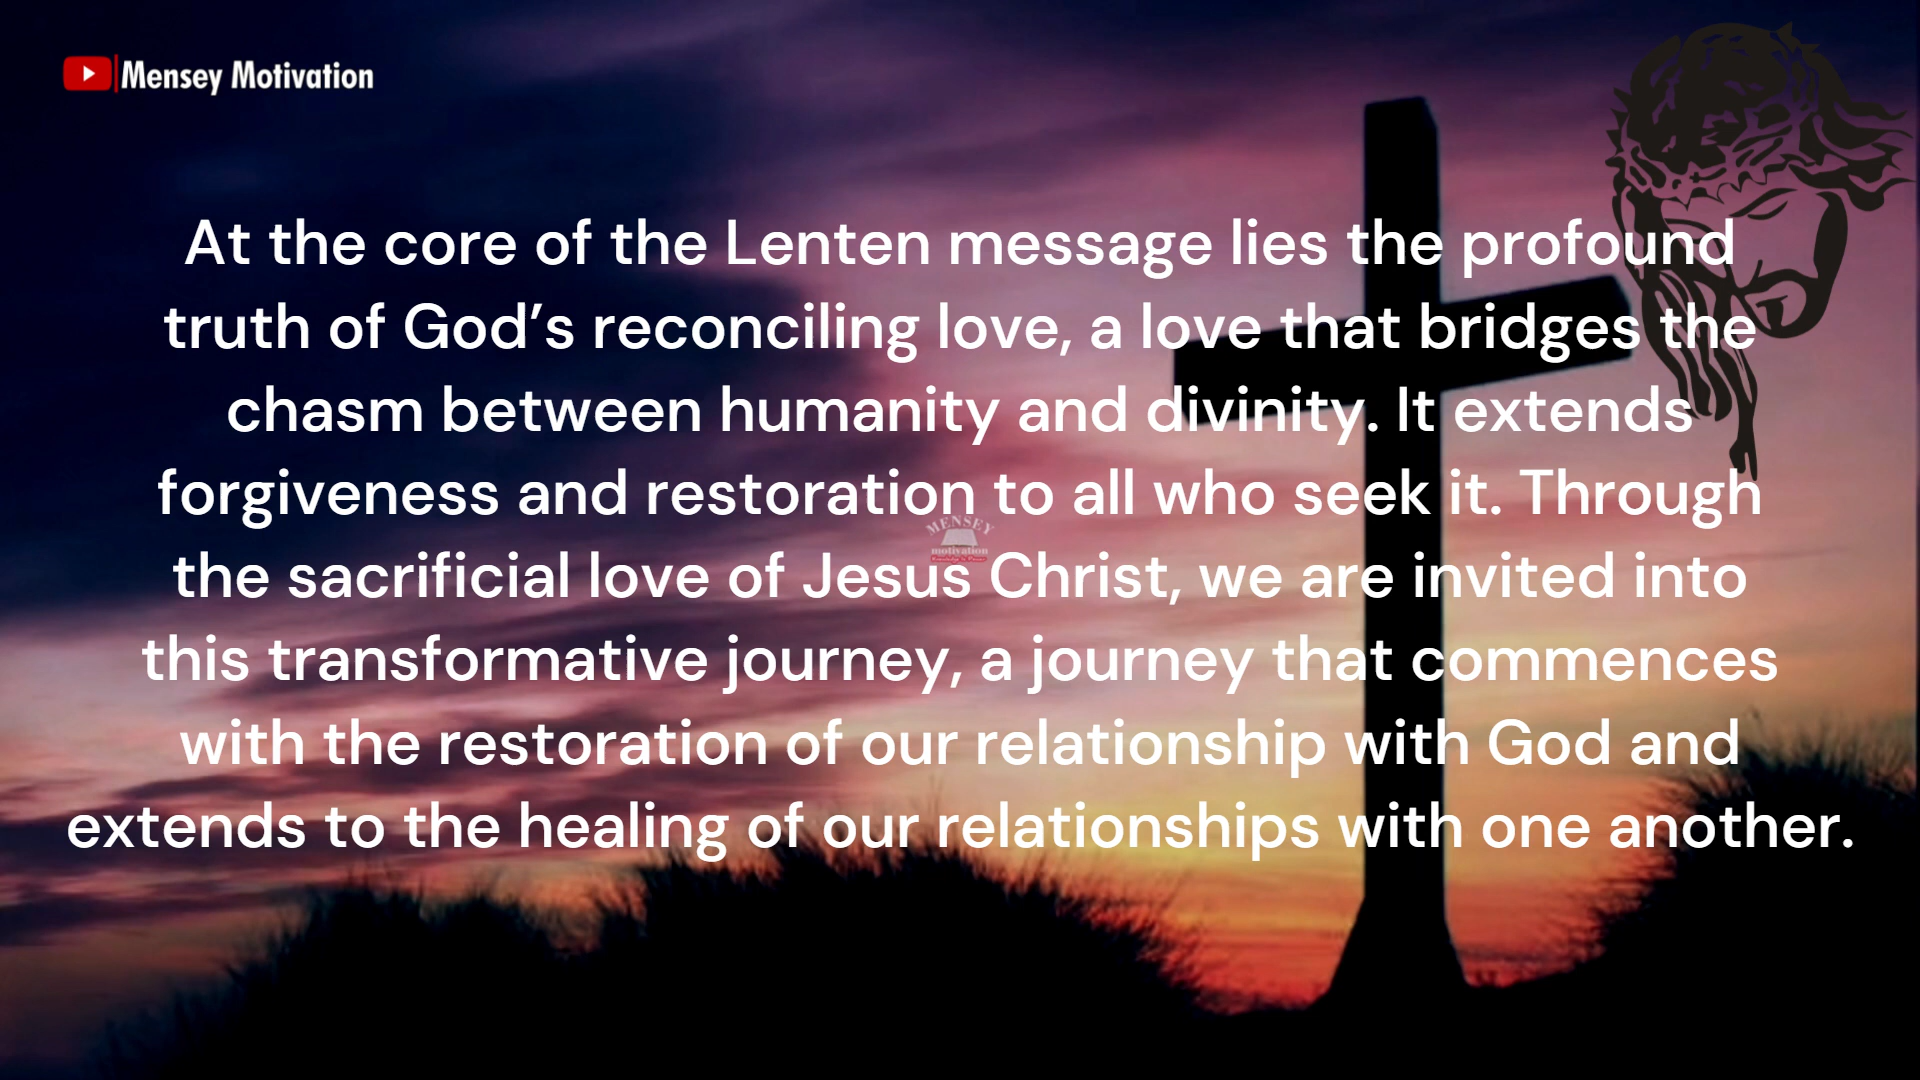 Mensey Motivation
At the core of the Lenten message lies the profound
truth of God’s reconciling love, a love that bridges the
chasm between humanity and divinity. It extends
forgiveness and restoration to all who seek it. Through
MENSEY
motivation
the sacrificial love of Jesus Christ, we are invited into
this transformative journey, a journey that commences
with the restoration of our relationship with God and
extends to the healing of our relationships with one another.